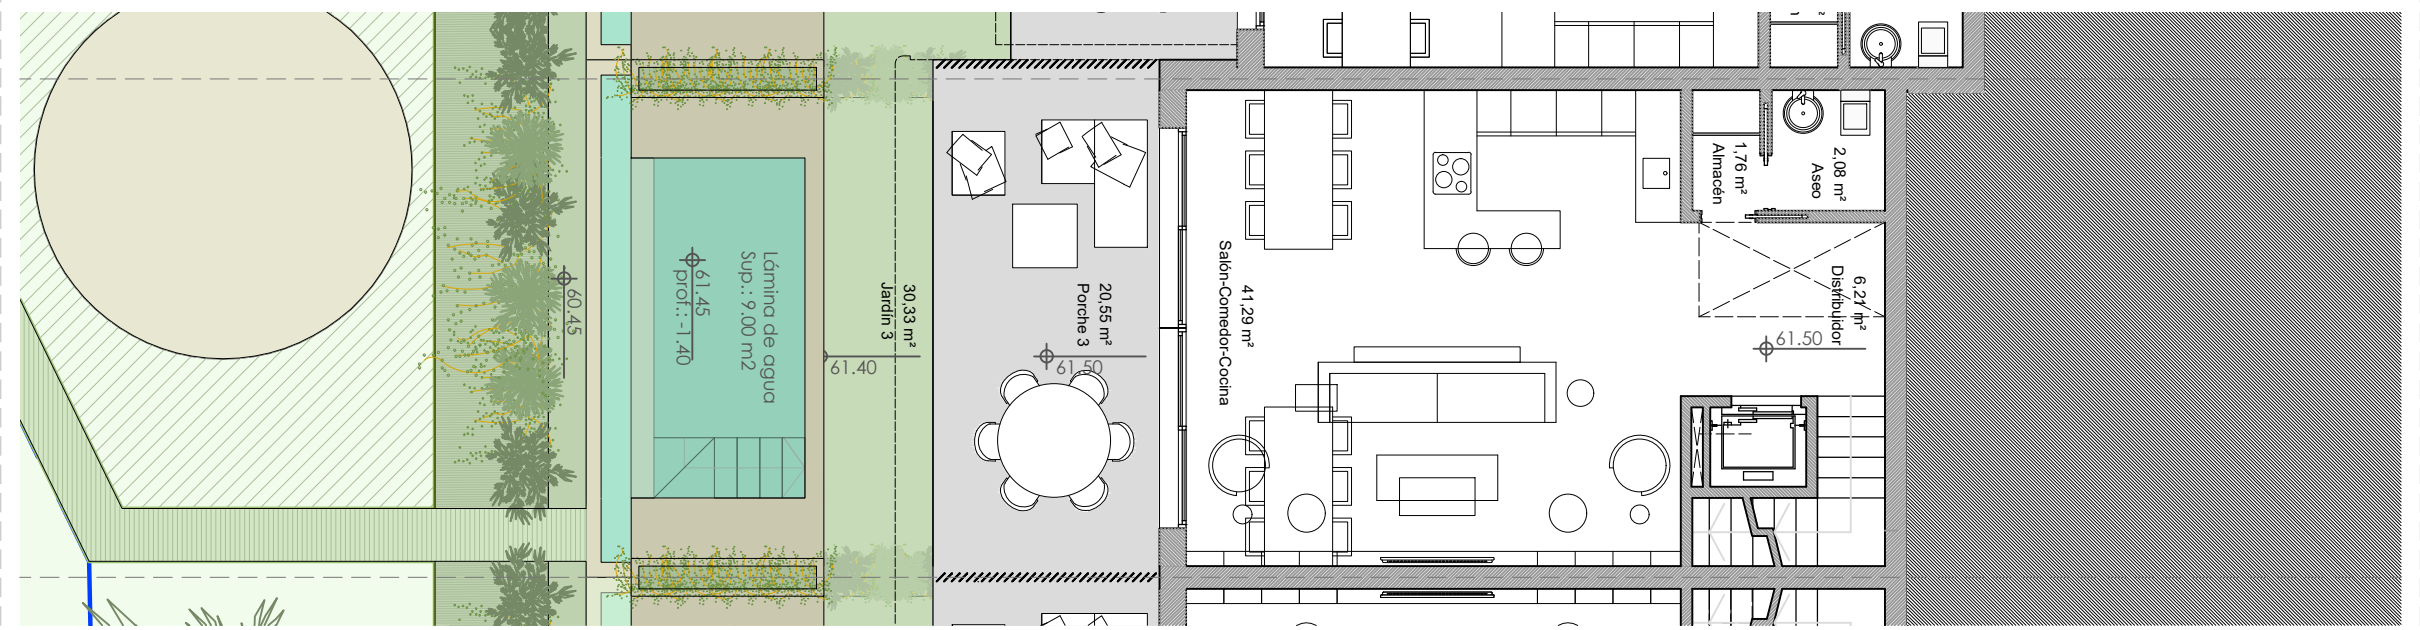 60.45
61.45
prof.: -1.40
Lámina de agua
Sup.: 9.00 m2
61.40
30,33 m²
Jardín 3
20,55 m²
Porche 3
61.50
41,29 m²
Salón-Comedor-Cocina
1,76 m²
Almacén
2,08 m²
Aseo
6,21 m²
Distribuidor
61.50